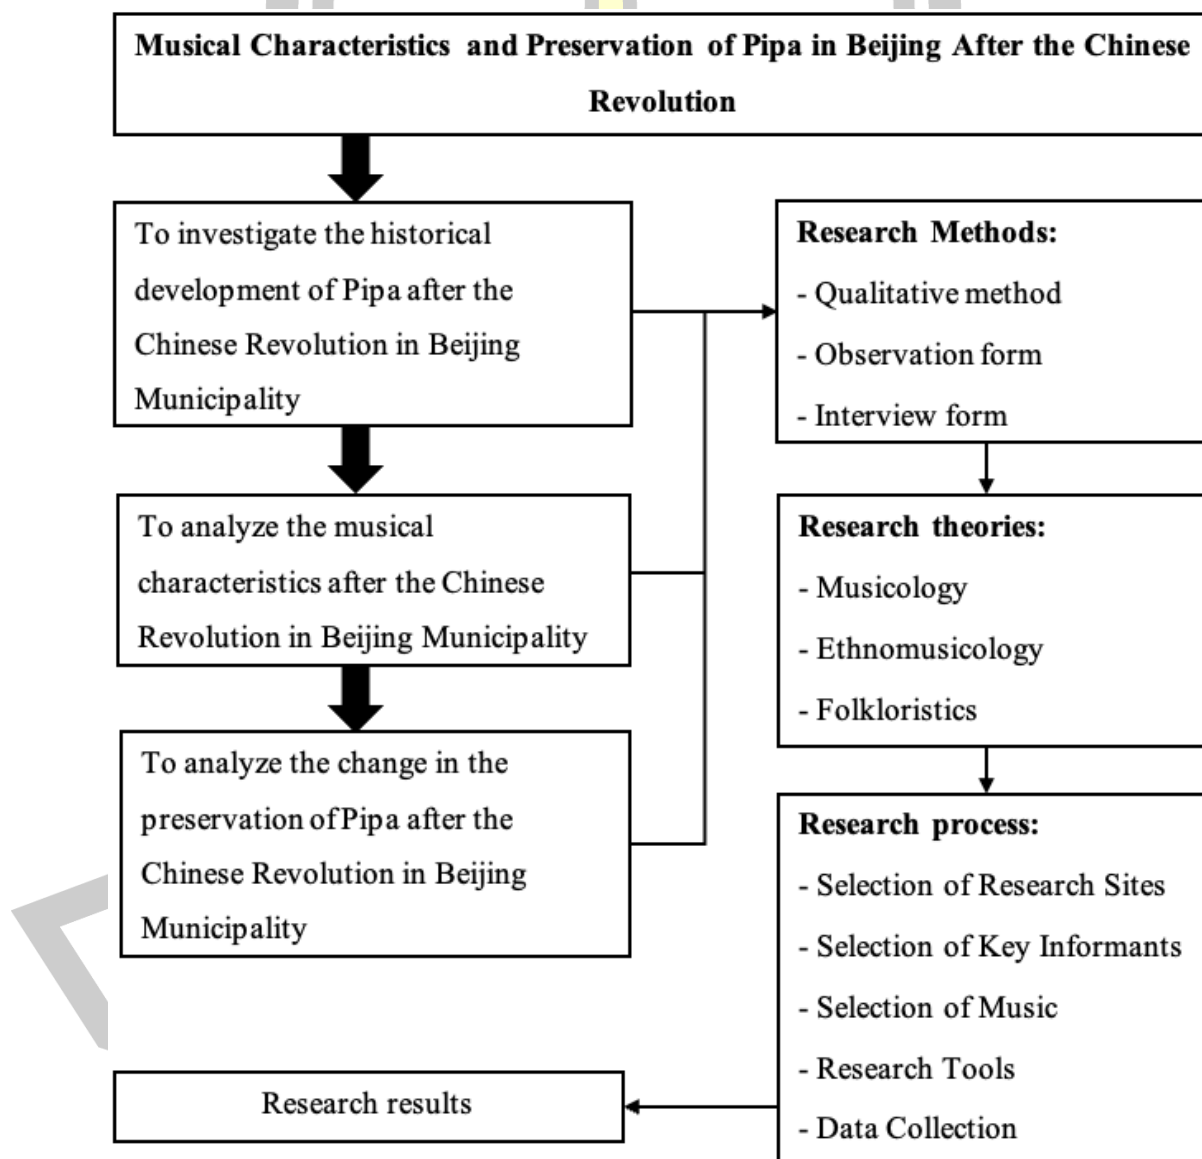 Musical Characteristics and Preservation of Pipa in Beijing After the Chinese
Revolution
To investigate the historical
development of Pipa after the
Chinese Revolution in Beijing
Municipality
To analyze the musical
characteristics after the Chinese
Revolution in Beijing Municipality
To analyze the change in the
preservation of Pipa after the
Chinese Revolution in Beijing
Municipality
Research Methods:
- Qualitative method
- Observation form
- Interview form
Research theories:
- Musicology
- Ethnomusicology
- Folkloristics
Research process:
- Selection of Research Sites
- Selection of Key Informants
- Selection of Music
- Research Tools
- Data Collection
Research results